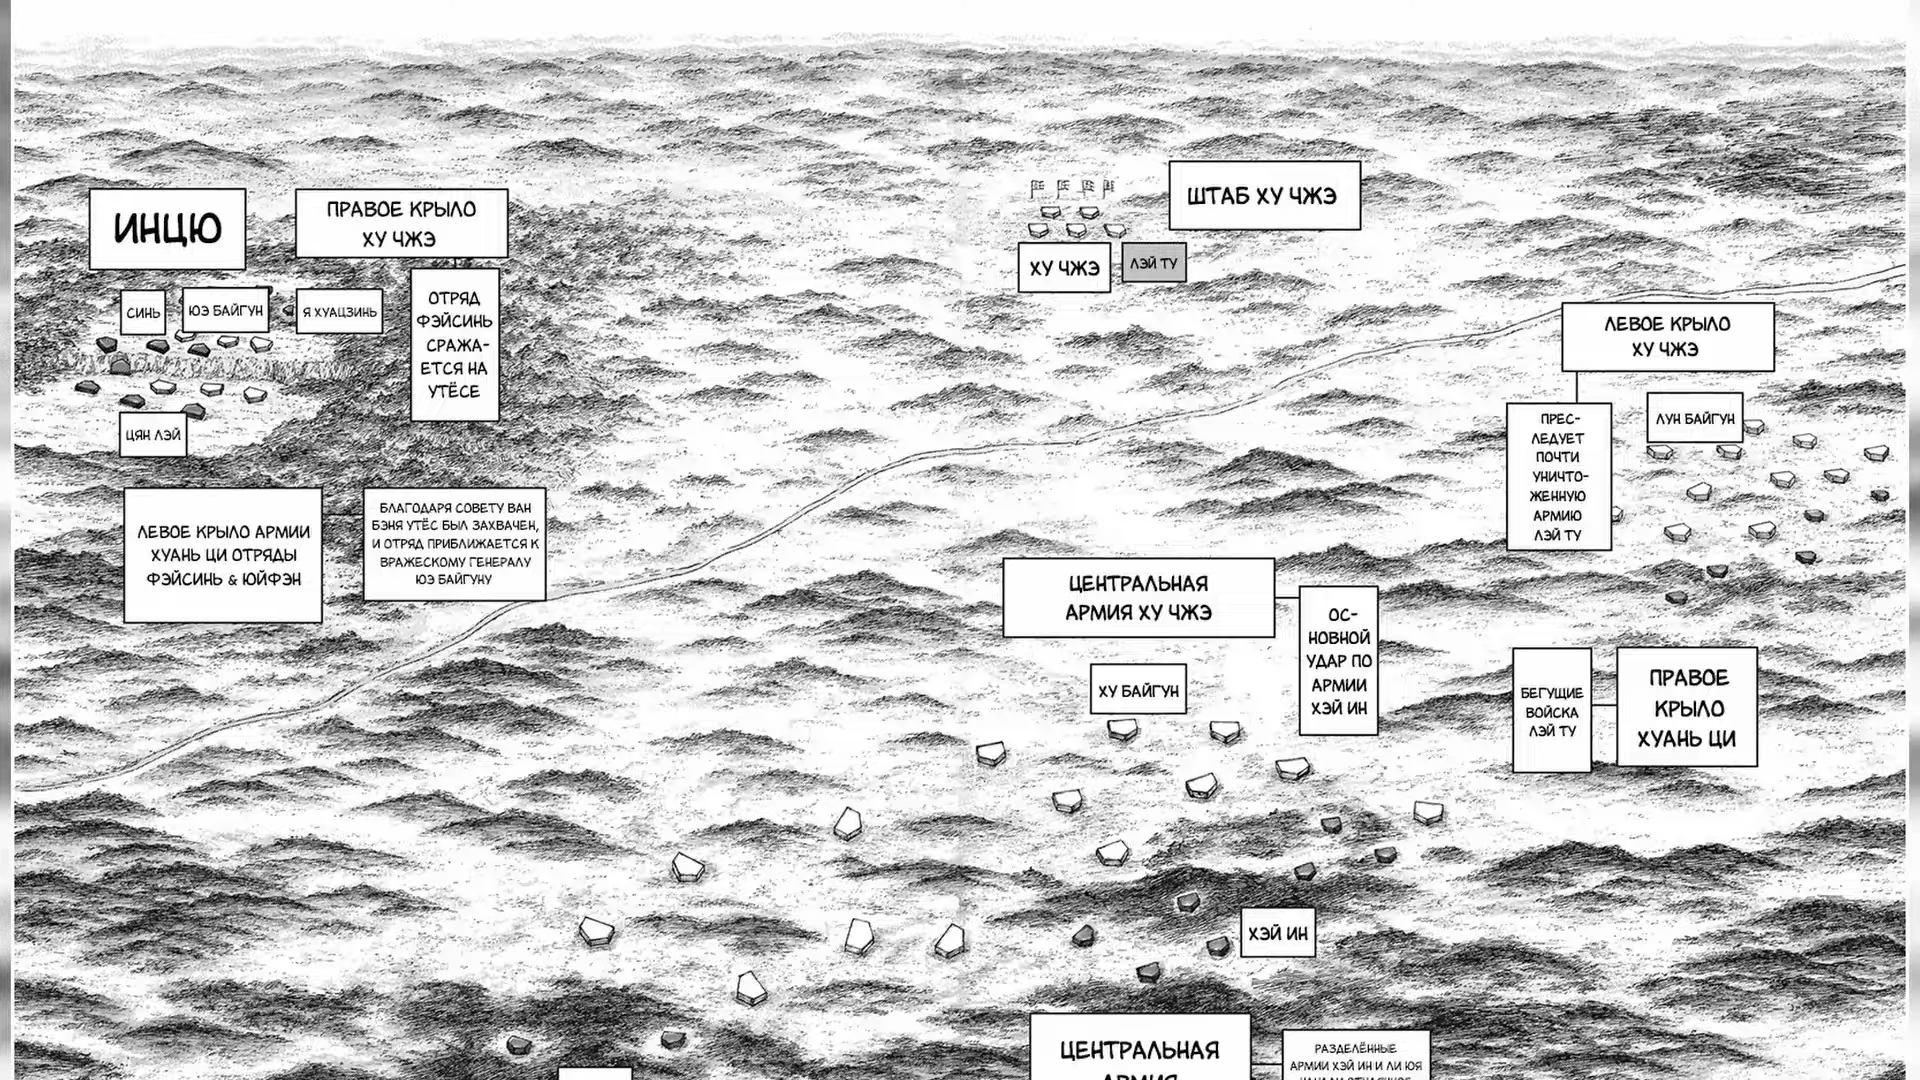 ИНЦЮ
ПРАВОЕ КРЫЛО
ХУ ЧЖЭ
СИНЬ
ЮЭ БАЙГУН
Я ХУАЦЗИНЬ
ОТРЯД
ФЭЙСИНЬ
СРАЖА-
ЕТСЯ НА
УТЁСЕ
ЦЯН ЛЭЙ
ЛЕВОЕ КРЫЛО АРМИИ
ХУАНЬ ЦИ ОТРЯДЫ
ФЭЙСИНЬ & ЮЙФЭН
БЛАГОДАРЯ СОВЕТУ ВАН
БЭНЯ УТЁС БЫЛ ЗАХВАЧЕН,
И ОТРЯД ПРИБЛИЖАЕТСЯ К
ВРАЖЕСКОМУ ГЕНЕРАЛУ
ЮЭ БАЙГУНУ
ШТАБ ХУ ЧЖЭ
ХУ ЧЖЭ
ЛЭЙ ТУ
ЛЕВОЕ КРЫЛО
ХУ ЧЖЭ
ПРЕС-
ЛЕДУЕТ
ПОЧТИ
УНИЧТО-
ЖЕННУЮ
АРМИЮ
ЛЭЙ ТУ
ЛУН БАЙГУН
ЦЕНТРАЛЬНАЯ
АРМИЯ ХУ ЧЖЭ
ОС-
НОВНОЙ
УДАР ПО
АРМИИ
ХЭЙ ИН
ХУ БАЙГУН
БЕГУЩИЕ
ВОЙСКА
ЛЭЙ ТУ
ПРАВОЕ
КРЫЛО
ХУАНЬ ЦИ
ХЭЙ ИН
ЦЕНТРАЛЬНАЯ
АРМИЯ
РАЗДЕЛЁННЫЕ
АРМИИ ХЭЙ ИН И ЛИ ЮЯ